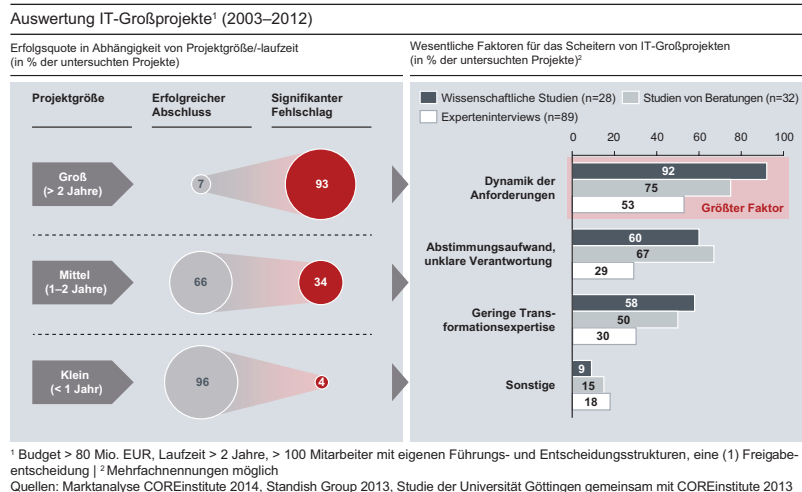 Auswertung IT-Großprojekte¹ (2003–2012)
Erfolgsquote in Abhängigkeit von Projektgröße/-laufzeit
(in % der untersuchten Projekte)
Projektgröße
Erfolgreicher
Abschluss
Signifikanter
Fehlschlag
Groß
(> 2 Jahre)
7
93
Mittel
(1–2 Jahre)
66
34
Klein
(< 1 Jahr)
96
4
Wesentliche Faktoren für das Scheitern von IT-Großprojekten
(in % der untersuchten Projekte)²
Wissenschaftliche Studien (n=28)
Studien von Beratungen (n=32)
Experteninterviews (n=89)
0 20 40 60 80 100
Dynamik der
Anforderungen
92
75
53
Größter Faktor
Abstimmungsaufwand,
unklare Verantwortung
60
67
29
Geringe Trans-
formationsexpertise
58
50
30
Sonstige
9
15
18
¹ Budget > 80 Mio. EUR, Laufzeit > 2 Jahre, > 100 Mitarbeiter mit eigenen Führungs- und Entscheidungsstrukturen, eine (1) Freigabe-
entscheidung | ² Mehrfachnennungen möglich
Quellen: Marktanalyse COREinstitute 2014, Standish Group 2013, Studie der Universität Göttingen gemeinsam mit COREinstitute 2013